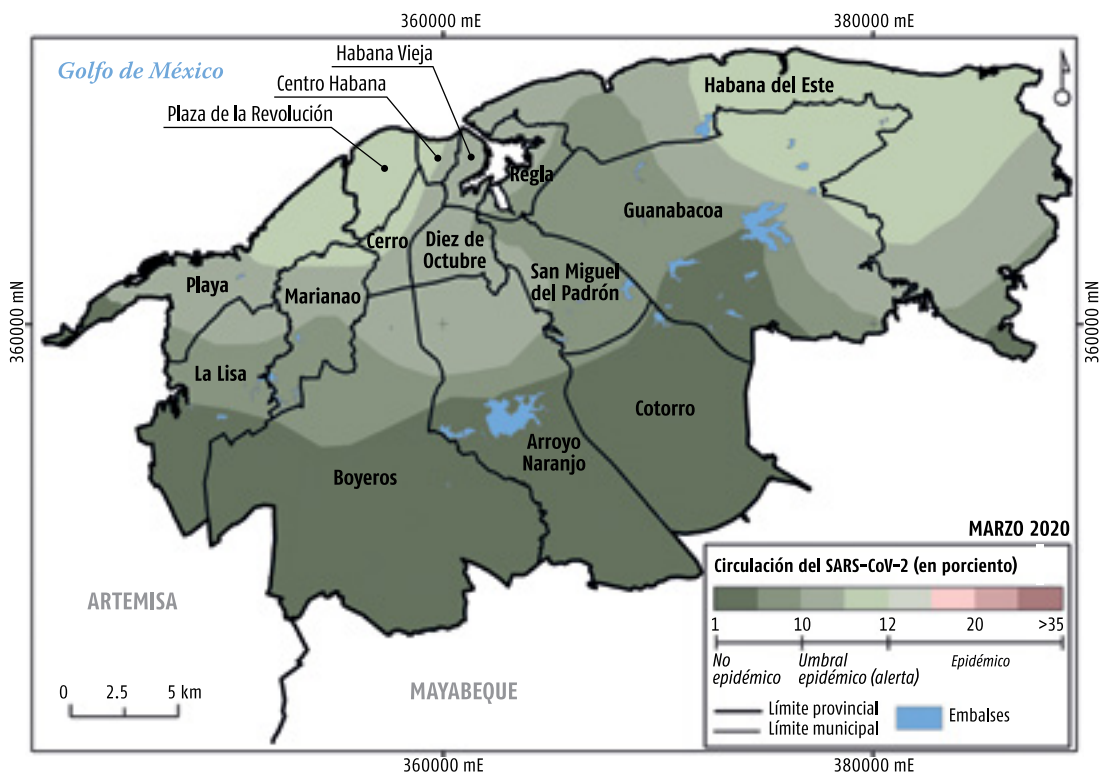 360000 mE
380000 mE
Golfo de México
Habana Vieja
Centro Habana
Plaza de la Revolución
Habana del Este
Regla
Guanabacoa
Cerro
Diez de
Octubre
San Miguel
del Padrón
Playa
Marianao
360000 mN
360000 mN
La Lisa
Cotorro
Arroyo
Naranjo
Boyeros
MARZO 2020
Circulación del SARS-CoV-2 (en porciento)
1 10 12 20 >35
No
epidémico
Umbral
epidémico (alerta)
Epidémico
Límite provincial
Límite municipal
Embalses
ARTEMISA
MAYABEQUE
0 2.5 5 km
360000 mE
380000 mE